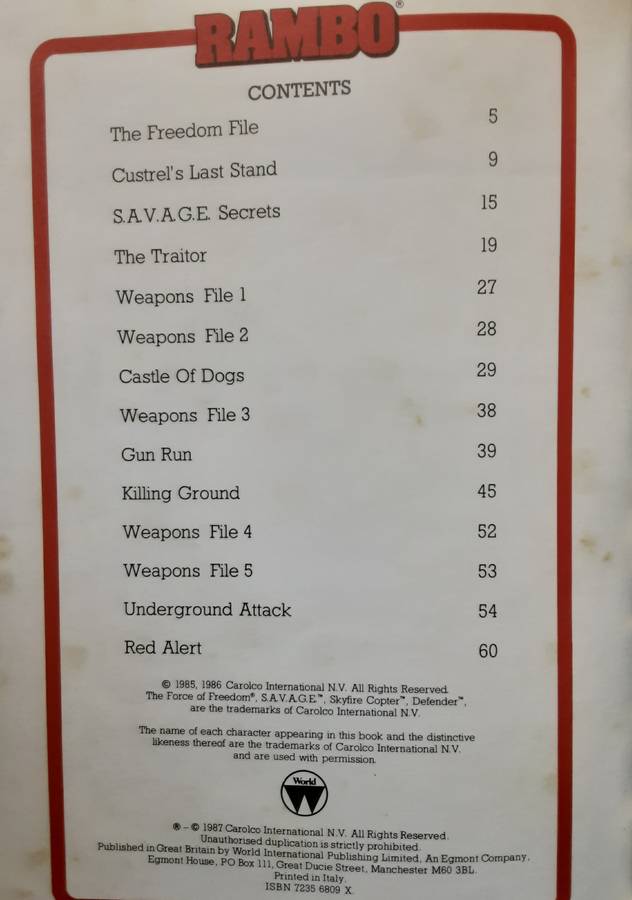 RAMBO®
CONTENTS
The Freedom File 5
Custrel's Last Stand 9
S.A.V.A.G.E. Secrets 15
The Traitor 19
Weapons File 1 27
Weapons File 2 28
Castle Of Dogs 29
Weapons File 3 38
Gun Run 39
Killing Ground 45
Weapons File 4 52
Weapons File 5 53
Underground Attack 54
Red Alert 60
© 1985, 1986 Carolco International N.V. All Rights Reserved.
The Force of Freedom®, S.A.V.A.G.E.™, Skyfire Copter™, Defender™,
are the trademarks of Carolco International N.V.
The name of each character appearing in this book and the distinctive
likeness thereof are the trademarks of Carolco International N.V.
and are used with permission.
World
® – © 1987 Carolco International N.V. All Rights Reserved.
Unauthorised duplication is strictly prohibited.
Published in Great Britain by World International Publishing Limited, An Egmont Company,
Egmont House, PO Box 111, Great Ducie Street, Manchester M60 3BL.
Printed in Italy.
ISBN 7235 6809 X